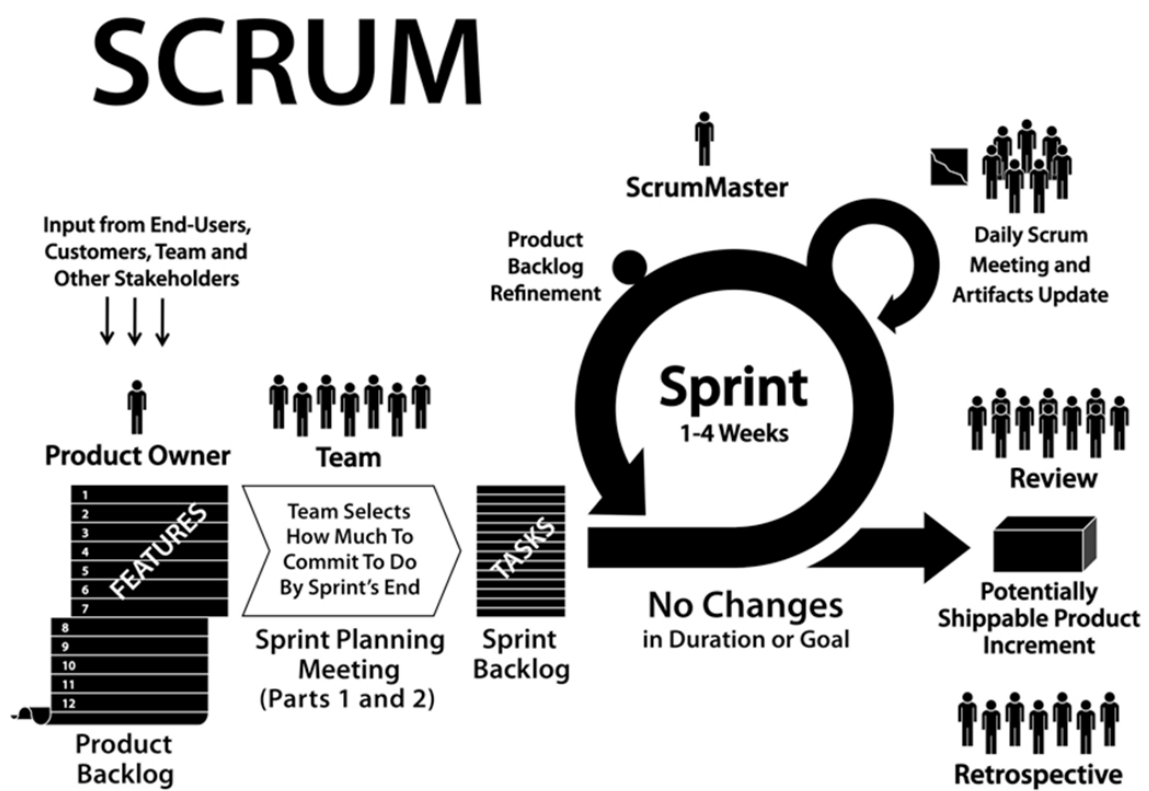 SCRUM
Input from End-Users,
Customers, Team and
Other Stakeholders
Product Owner
Team
1
2
3
4
5
6
7
FEATURES
8
9
10
11
12
Product
Backlog
Team Selects
How Much To
Commit To Do
By Sprint's End
Sprint Planning
Meeting
(Parts 1 and 2)
TASKS
Sprint
Backlog
Product
Backlog
Refinement
ScrumMaster
Sprint
1-4 Weeks
No Changes
in Duration or Goal
Daily Scrum
Meeting and
Artifacts Update
Review
Potentially
Shippable Product
Increment
Retrospective